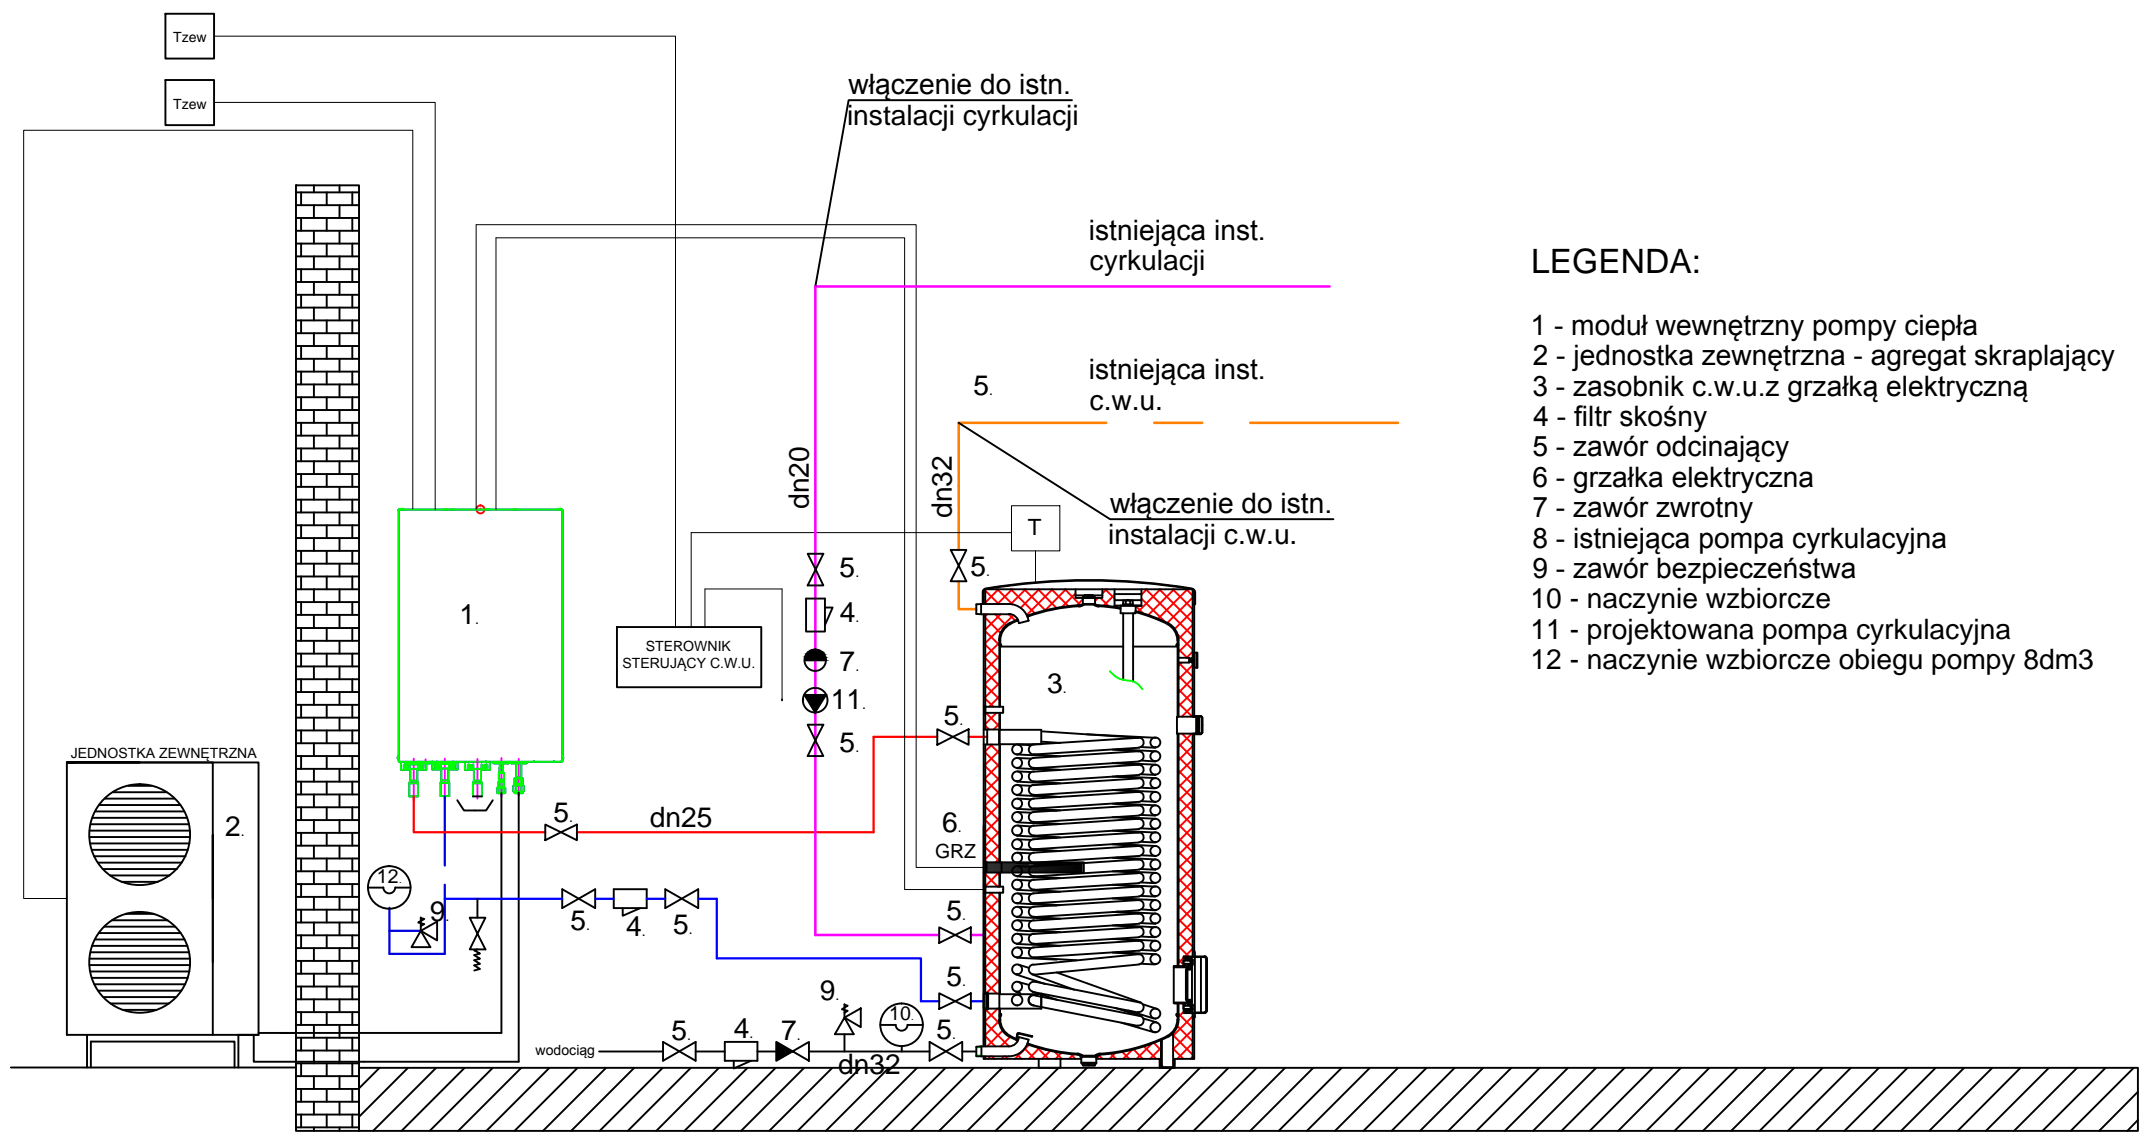 Tzew
Tzew
włączenie do istn.
instalacji cyrkulacji
istniejąca inst.
cyrkulacji
istniejąca inst.
c.w.u.
5.
dn20
dn32
włączenie do istn.
instalacji c.w.u.
T
5.
5.
1.
4.
STEROWNIK
STERUJĄCY C.W.U.
7.
3.
11.
5.
5.
JEDNOSTKA ZEWNĘTRZNA
2.
5.
dn25
6.
GRZ
12.
9.
5.
4.
5.
5.
5.
9.
10.
wodociąg
5.
4.
7.
5.
dn32
LEGENDA:
1 - moduł wewnętrzny pompy ciepła
2 - jednostka zewnętrzna - agregat skraplający
3 - zasobnik c.w.u.z grzałką elektryczną
4 - filtr skośny
5 - zawór odcinający
6 - grzałka elektryczna
7 - zawór zwrotny
8 - istniejąca pompa cyrkulacyjna
9 - zawór bezpieczeństwa
10 - naczynie wzbiorcze
11 - projektowana pompa cyrkulacyjna
12 - naczynie wzbiorcze obiegu pompy 8dm3